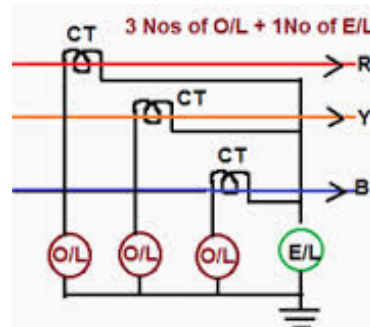 3 Nos of O/L + 1No of E/L
CT
R
CT
Y
CT
B
O/L O/L O/L E/L